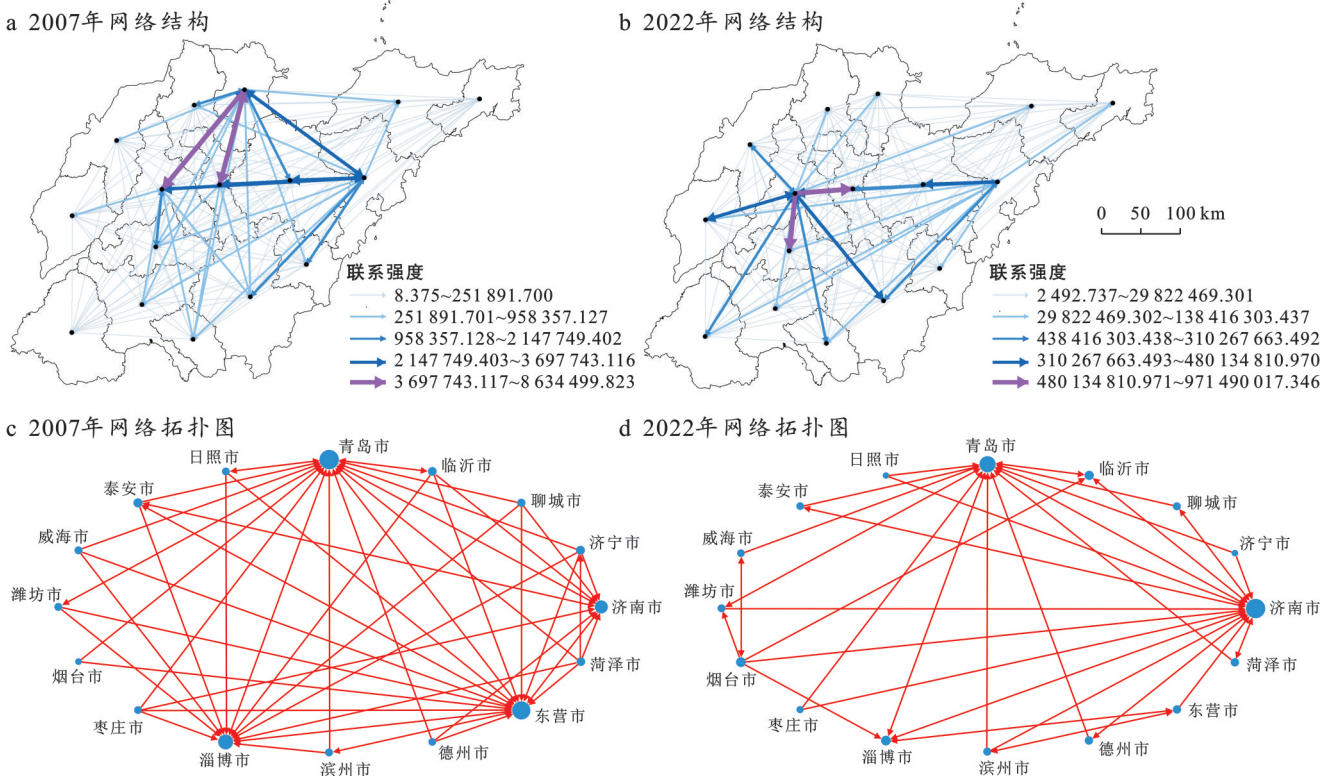 a 2007年网络结构
b 2022年网络结构
0 50 100 km
联系强度
8.375~251 891.700
251 891.701~958 357.127
958 357.128~2 147 749.402
2 147 749.403~3 697 743.116
3 697 743.117~8 634 499.823
联系强度
2 492.737~29 822 469.301
29 822 469.302~138 416 303.437
438 416 303.438~310 267 663.492
310 267 663.493~480 134 810.970
480 134 810.971~971 490 017.346
c 2007年网络拓扑图
青岛市
日照市
临沂市
泰安市
聊城市
威海市
济宁市
潍坊市
济南市
烟台市
菏泽市
枣庄市
东营市
淄博市
滨州市
德州市
d 2022年网络拓扑图
青岛市
日照市
临沂市
泰安市
聊城市
威海市
济宁市
潍坊市
济南市
烟台市
菏泽市
枣庄市
东营市
淄博市
滨州市
德州市